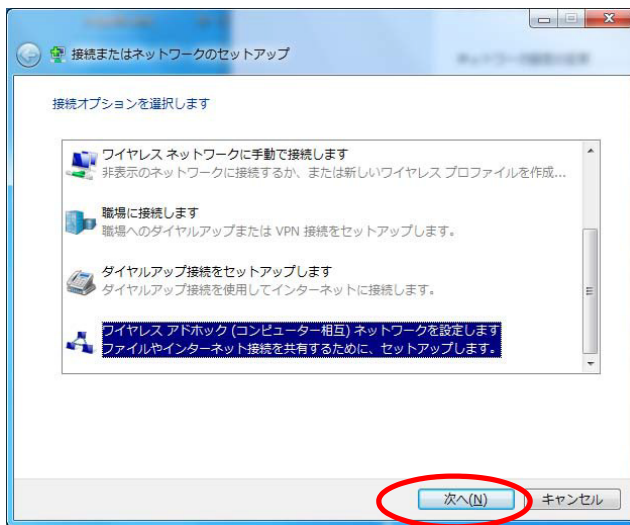 接続またはネットワークのセットアップ
接続オプションを選択します
ワイヤレス ネットワークに手動で接続します
非表示のネットワークに接続するか、または新しいワイヤレス プロファイルを作成...
職場に接続します
職場へのダイヤルアップまたは VPN 接続をセットアップします。
ダイヤルアップ接続をセットアップします
ダイヤルアップ接続を使用してインターネットに接続します。
ワイヤレス アドホック (コンピューター相互) ネットワークを設定します
ファイルやインターネット接続を共有するために、セットアップします。
次へ(N)
キャンセル